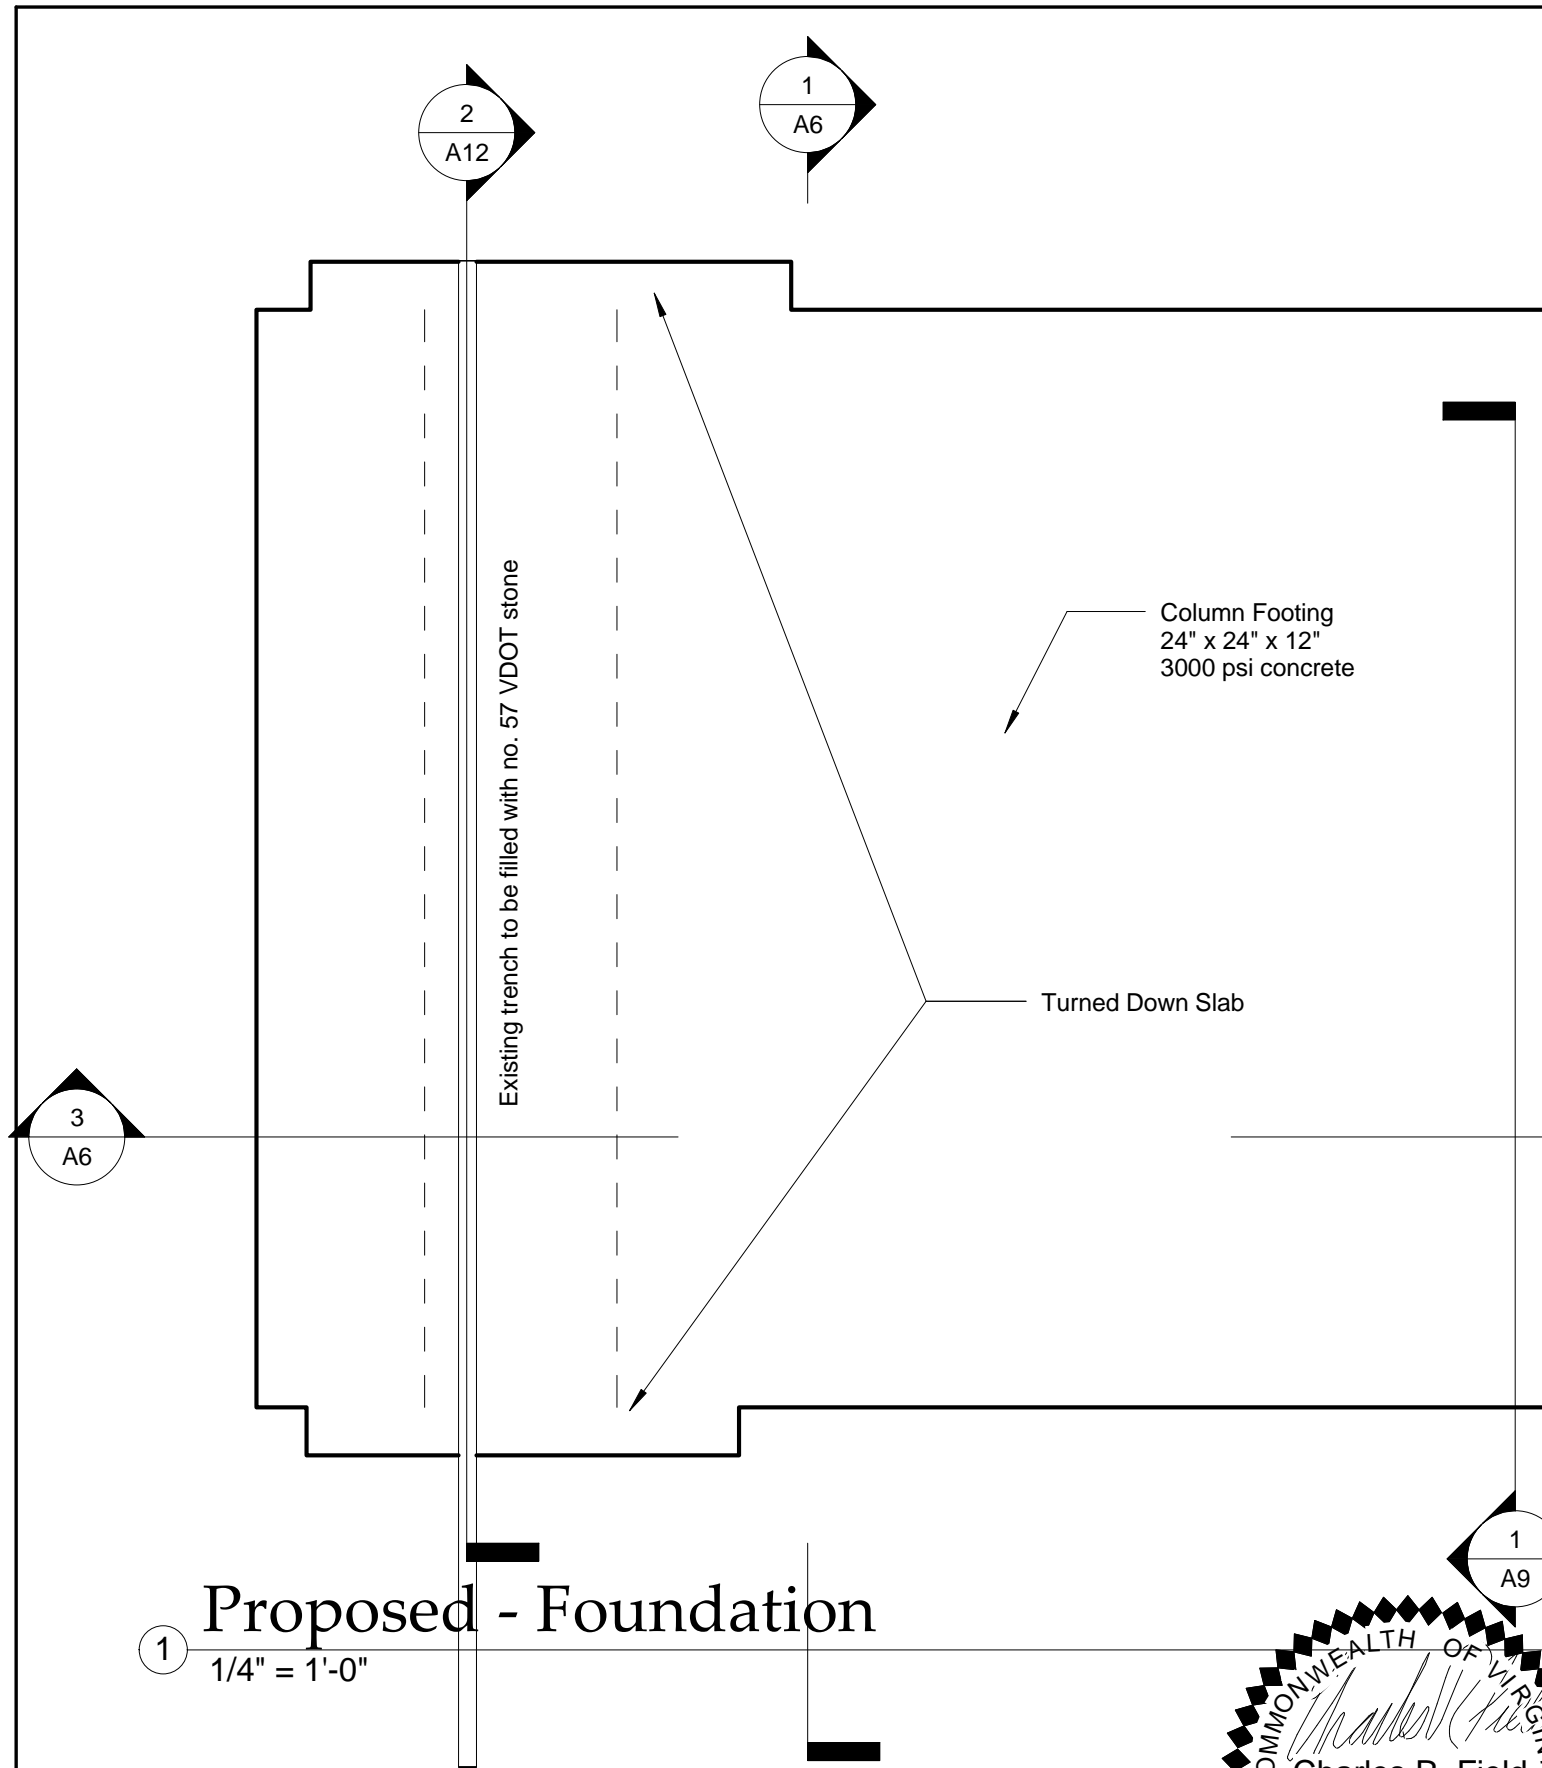 2
A12
1
A6
Existing trench to be filled with no. 57 VDOT stone
Column Footing
24" x 24" x 12"
3000 psi concrete
Turned Down Slab
3
A6
1
A9
Proposed - Foundation
1
1/4" = 1'-0"
COMMONWEALTH OF
Charles B. Field